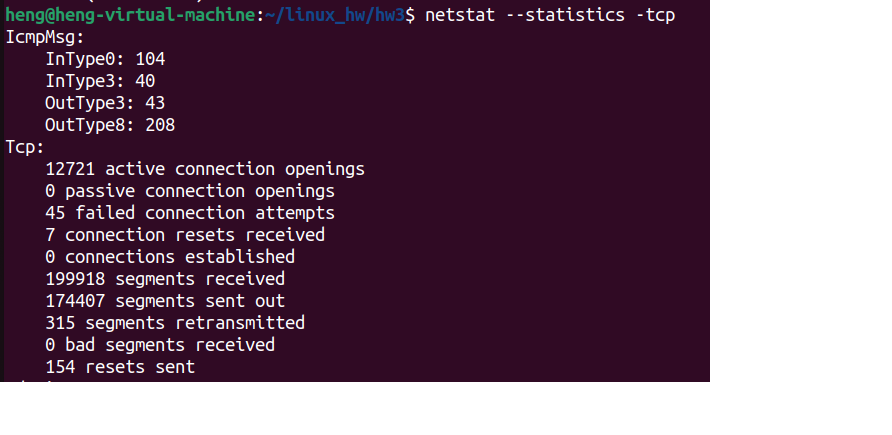 heng@heng-virtual-machine:~/linux_hw/hw3$ netstat --statistics -tcp
IcmpMsg:
    InType0: 104
    InType3: 40
    OutType3: 43
    OutType8: 208
Tcp:
    12721 active connection openings
    0 passive connection openings
    45 failed connection attempts
    7 connection resets received
    0 connections established
    199918 segments received
    174407 segments sent out
    315 segments retransmitted
    0 bad segments received
    154 resets sent